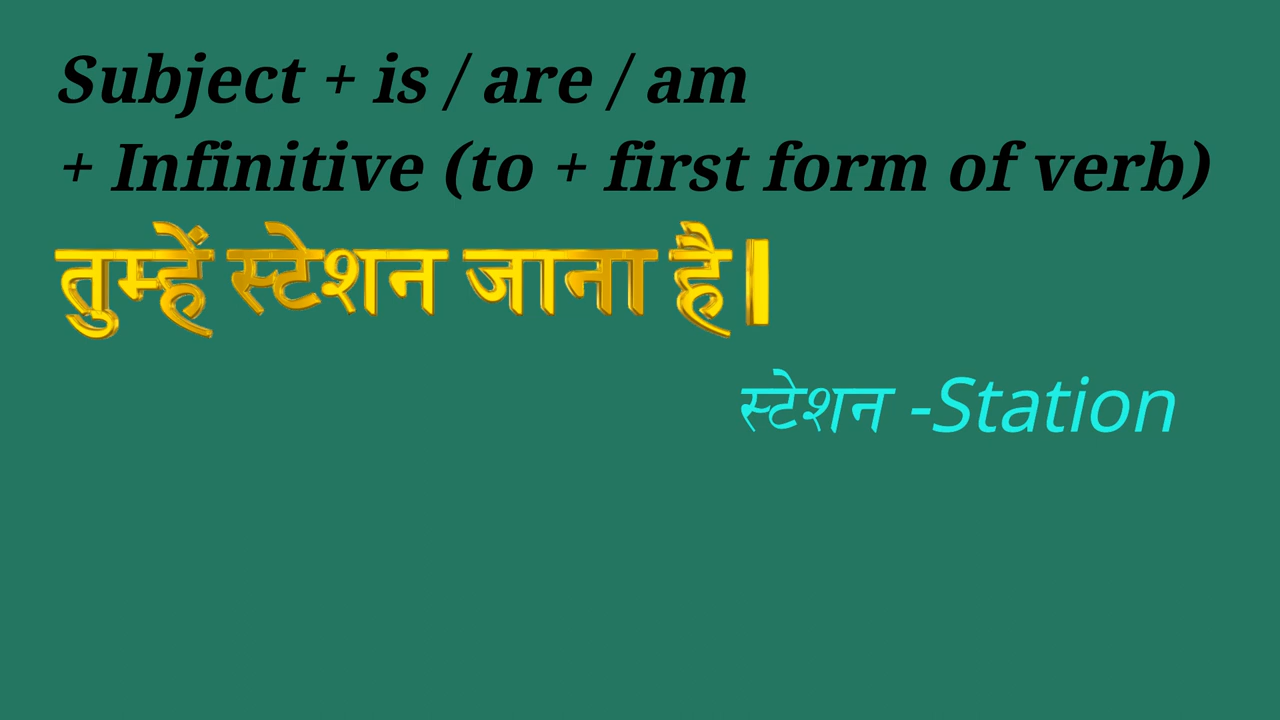 Subject + is / are / am
+ Infinitive (to + first form of verb)
तुम्हें स्टेशन जाना है।
स्टेशन -Station